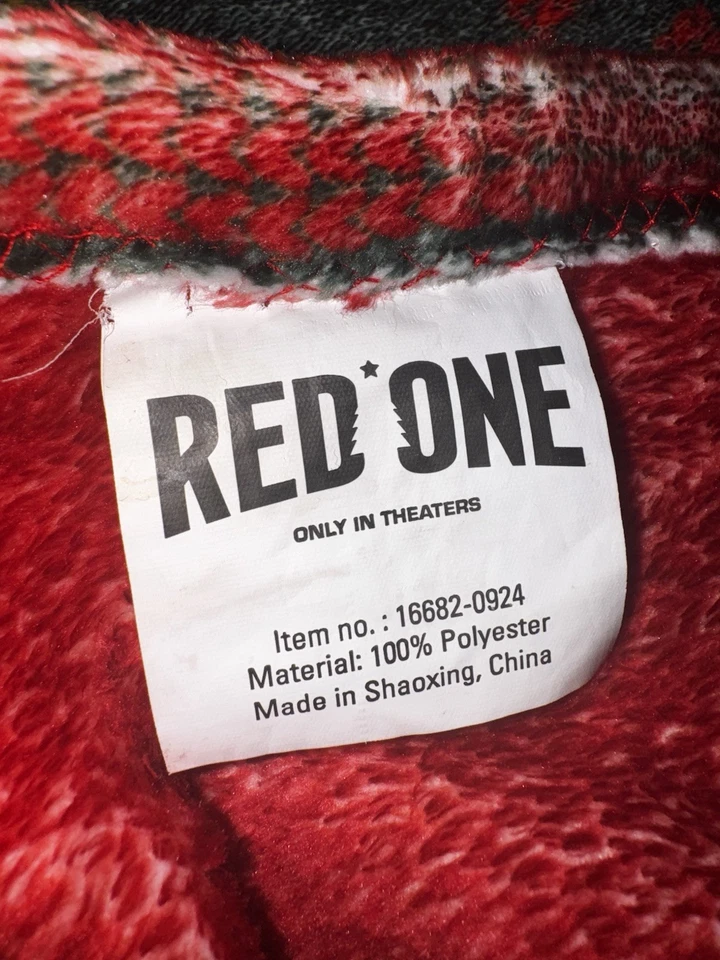 RED ONE
ONLY IN THEATERS
Item no. : 16682-0924
Material: 100% Polyester
Made in Shaoxing, China